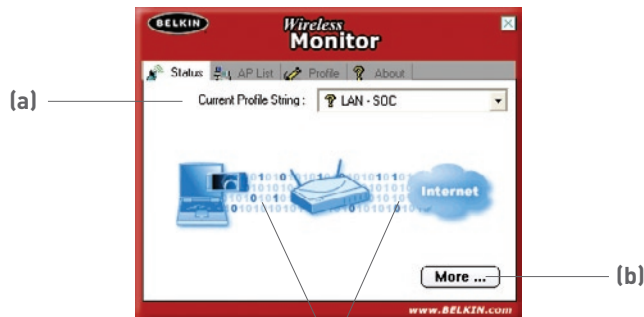 BELKIN
Wireless
Monitor
Status AP List Profile About
(a)
Current Profile String : LAN - SOC
Internet
More ...
(b)
www.BELKIN.com